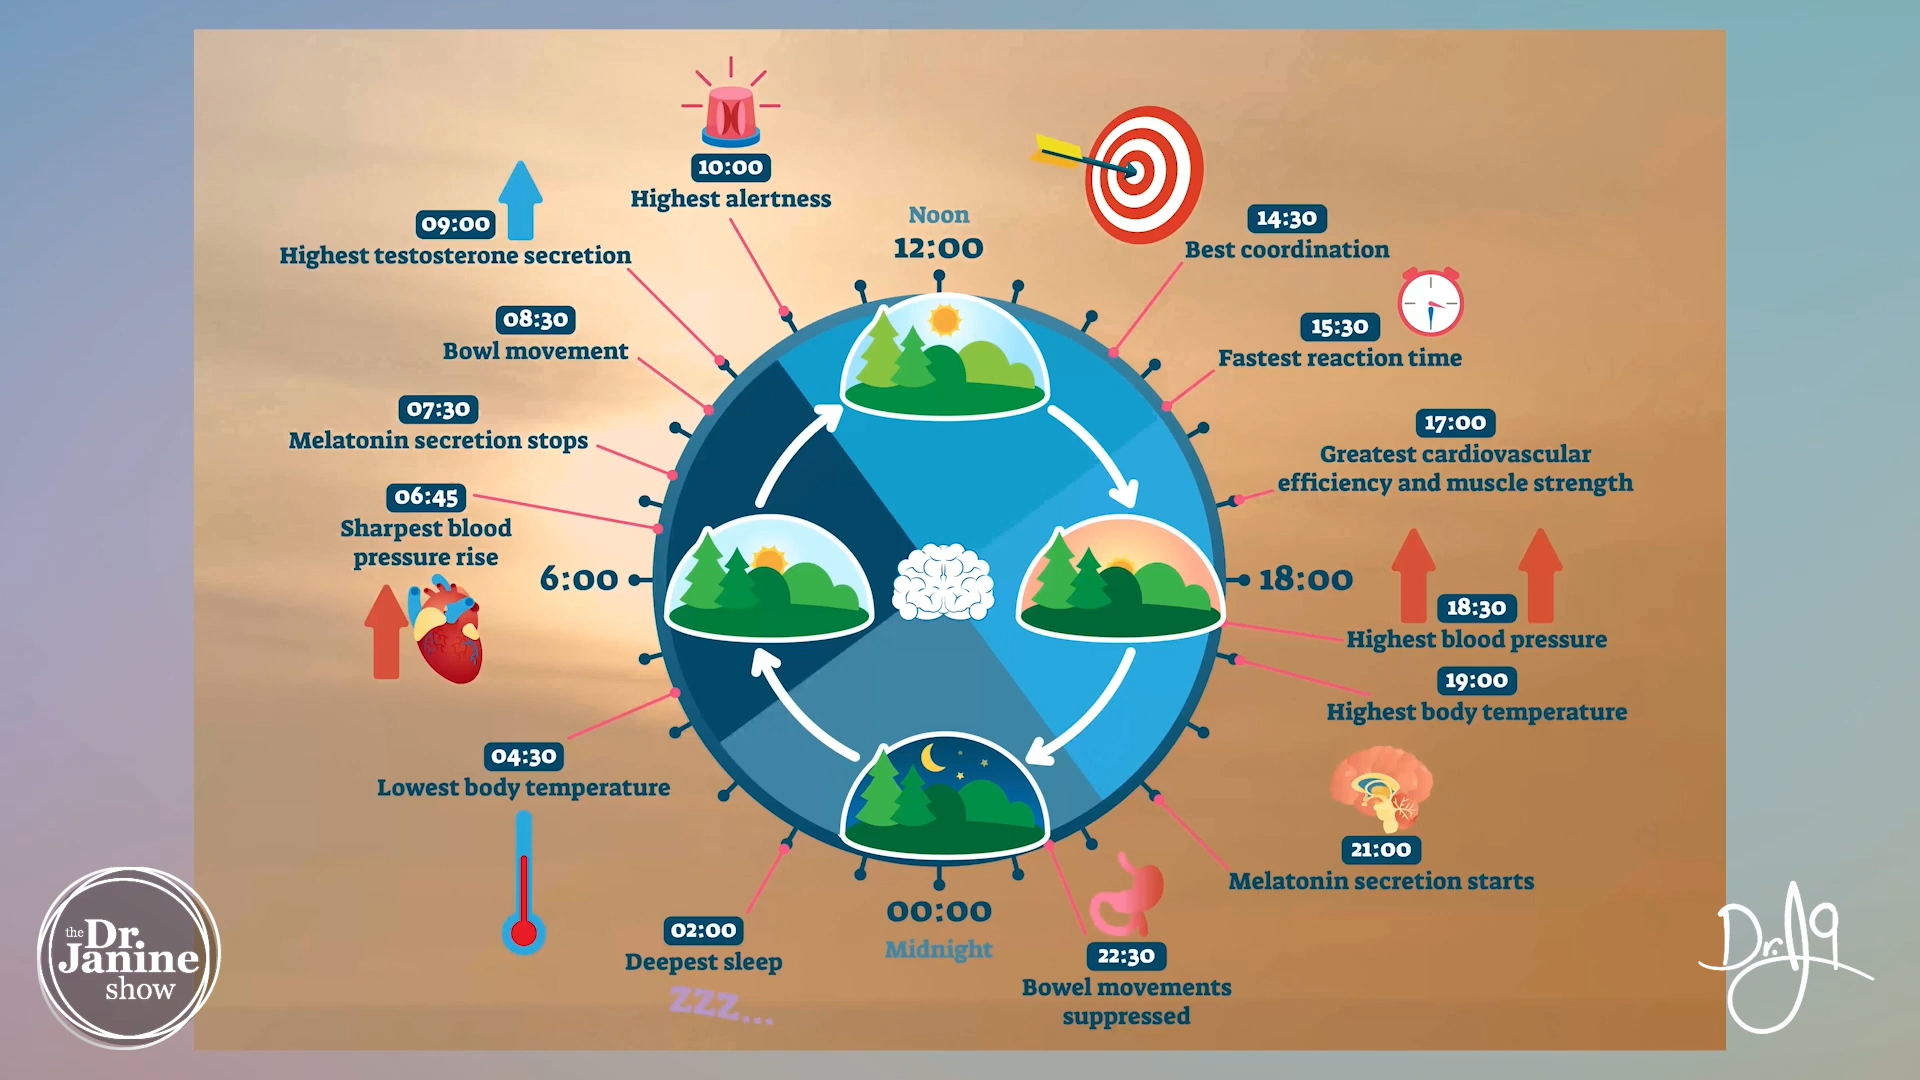 10:00
Highest alertness
09:00
Highest testosterone secretion
08:30
Bowl movement
07:30
Melatonin secretion stops
06:45
Sharpest blood
pressure rise
6:00
04:30
Lowest body temperature
02:00
Deepest sleep
ZZZ...
Noon
12:00
14:30
Best coordination
15:30
Fastest reaction time
17:00
Greatest cardiovascular
efficiency and muscle strength
18:00
18:30
Highest blood pressure
19:00
Highest body temperature
21:00
Melatonin secretion starts
22:30
Bowel movements
suppressed
00:00
Midnight
the Dr.
Janine
show
Dr.J9